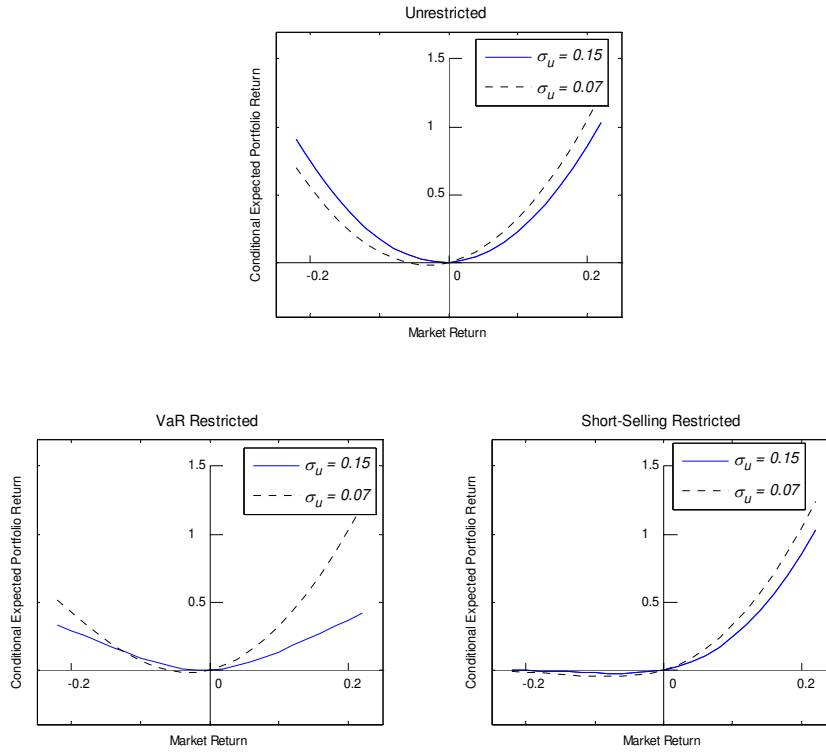 Unrestricted
Conditional Expected Portfolio Return
1.5
1
0.5
-0.2
0
0.2
σu = 0.15
σu = 0.07
Market Return
VaR Restricted
Conditional Expected Portfolio Return
1.5
1
0.5
-0.2
0
0.2
σu = 0.15
σu = 0.07
Market Return
Short-Selling Restricted
Conditional Expected Portfolio Return
1.5
1
0.5
-0.2
0
0.2
σu = 0.15
σu = 0.07
Market Return